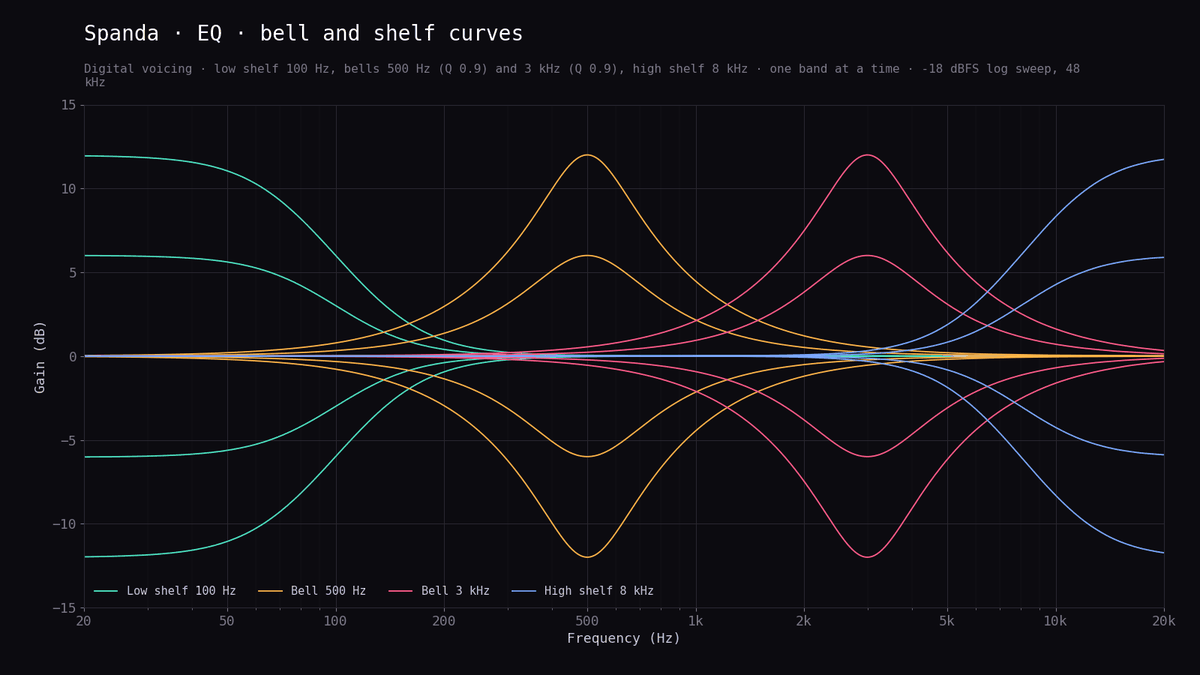 Spanda · EQ · bell and shelf curves
Digital voicing · low shelf 100 Hz, bells 500 Hz (Q 0.9) and 3 kHz (Q 0.9), high shelf 8 kHz · one band at a time · -18 dBFS log sweep, 48
kHz
15
10
5
0
−5
−10
−15
Gain (dB)
Low shelf 100 Hz Bell 500 Hz Bell 3 kHz High shelf 8 kHz
20 50 100 200 500 1k 2k 5k 10k 20k
Frequency (Hz)